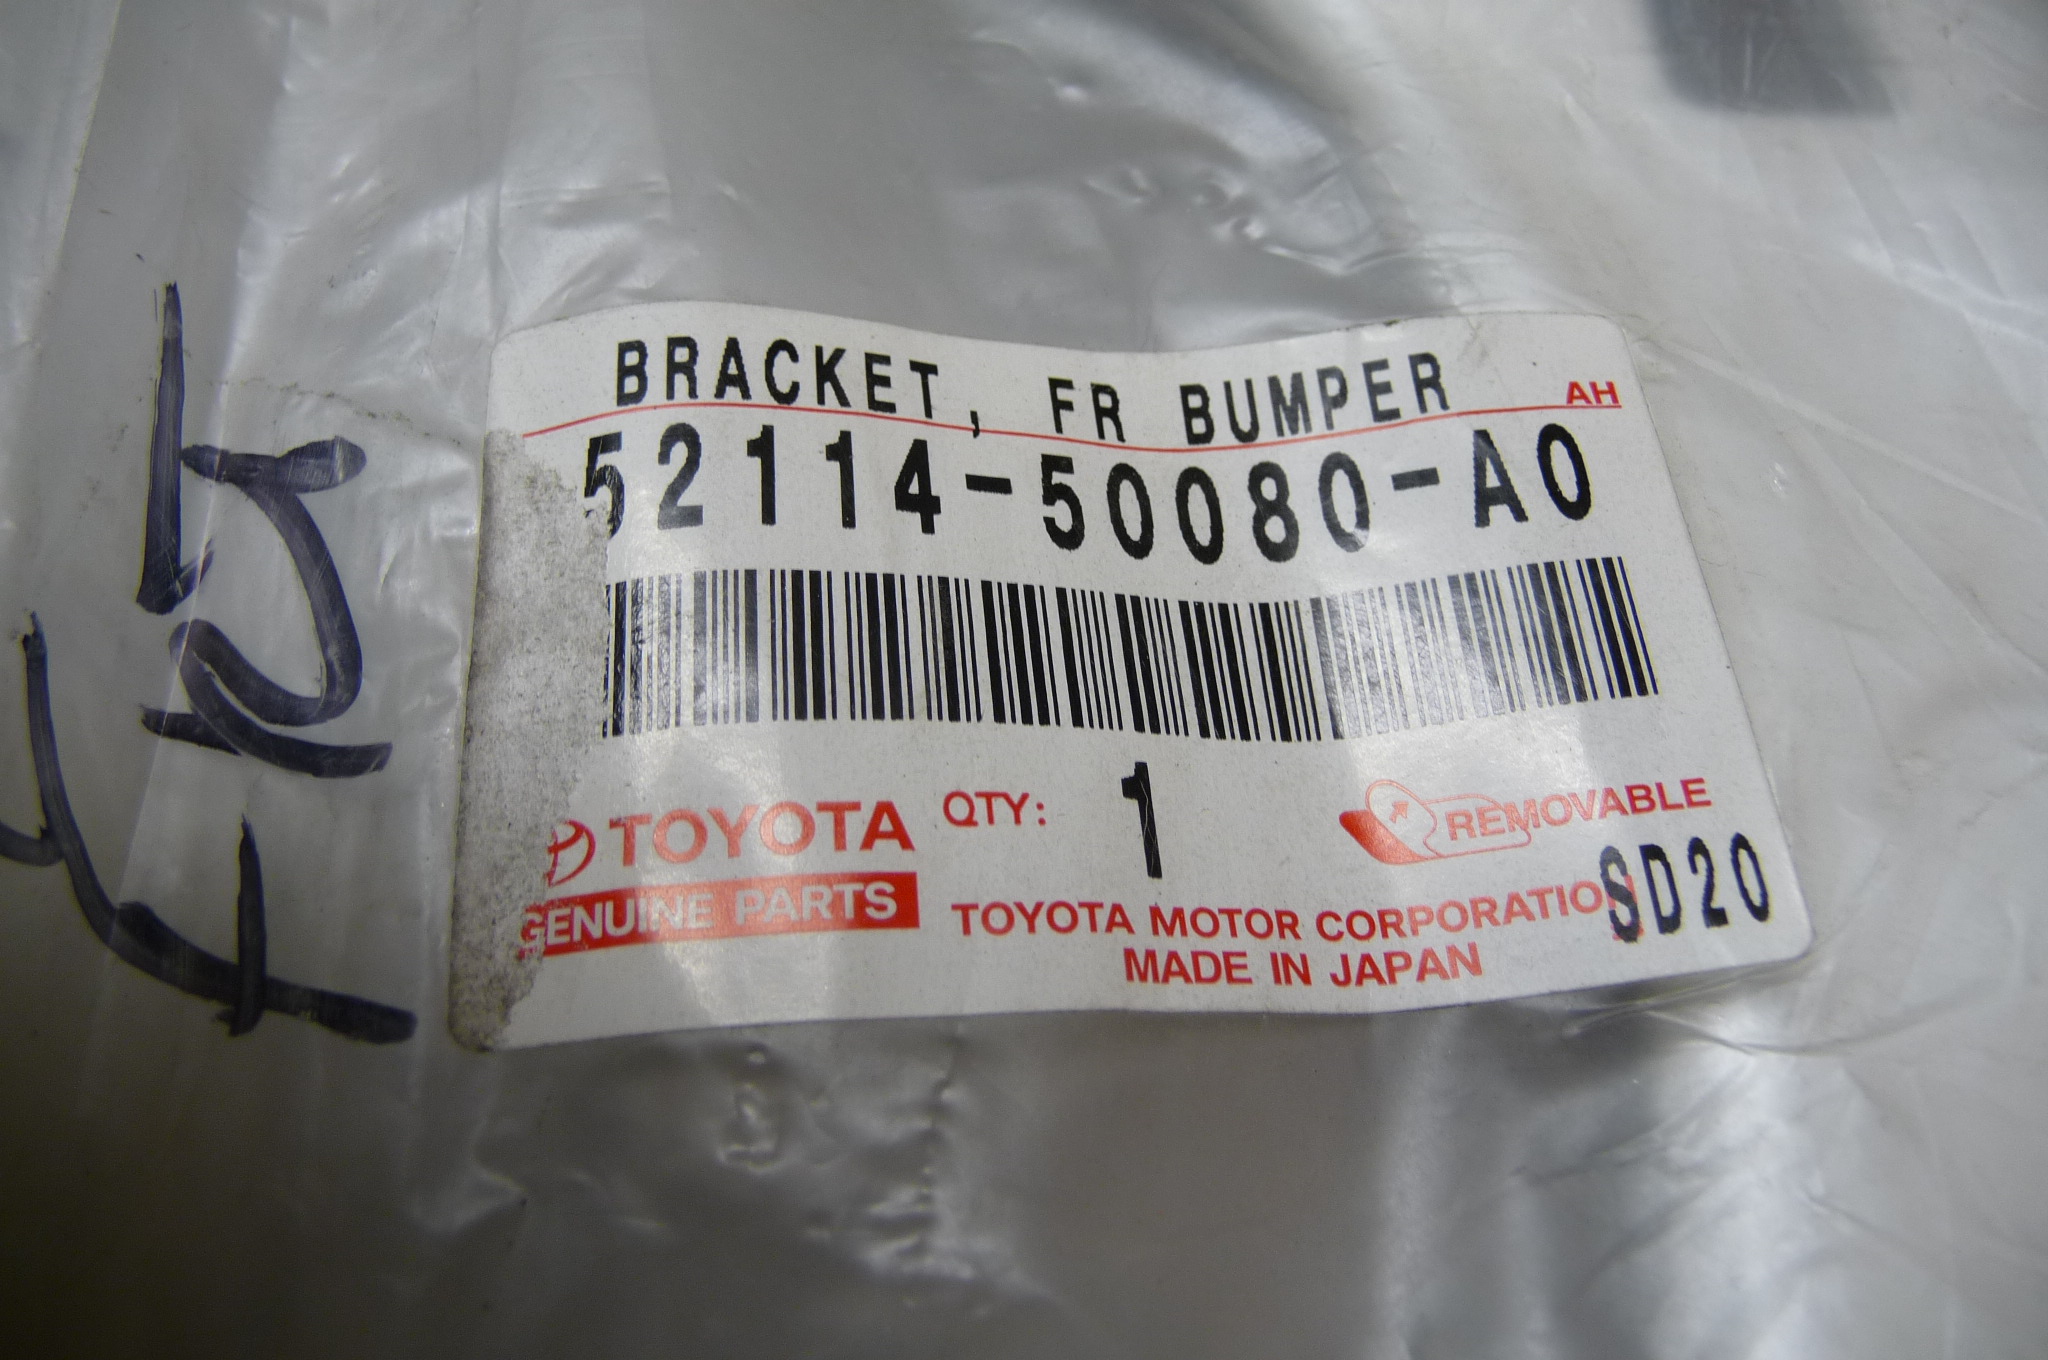 BRACKET, FR BUMPER
AH
52114-50080-A0
TOYOTA
QTY: 1
REMOVABLE
GENUINE PARTS
TOYOTA MOTOR CORPORATION
SD20
MADE IN JAPAN